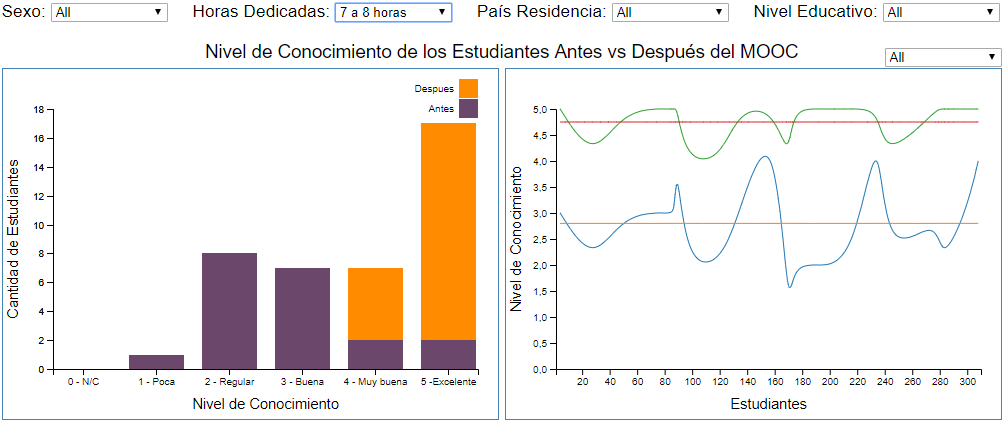 Sexo: All Horas Dedicadas: 7 a 8 horas País Residencia: All Nivel Educativo: All
Nivel de Conocimiento de los Estudiantes Antes vs Después del MOOC
All
Despues
Antes
Cantidad de Estudiantes
18
16
14
12
10
8
6
4
2
0
0 - N/C 1 - Poca 2 - Regular 3 - Buena 4 - Muy buena 5 -Excelente
Nivel de Conocimiento
Nivel de Conocimiento
5,0
4,5
4,0
3,5
3,0
2,5
2,0
1,5
1,0
0,5
0,0
20 40 60 80 100 120 140 160 180 200 220 240 260 280 300
Estudiantes